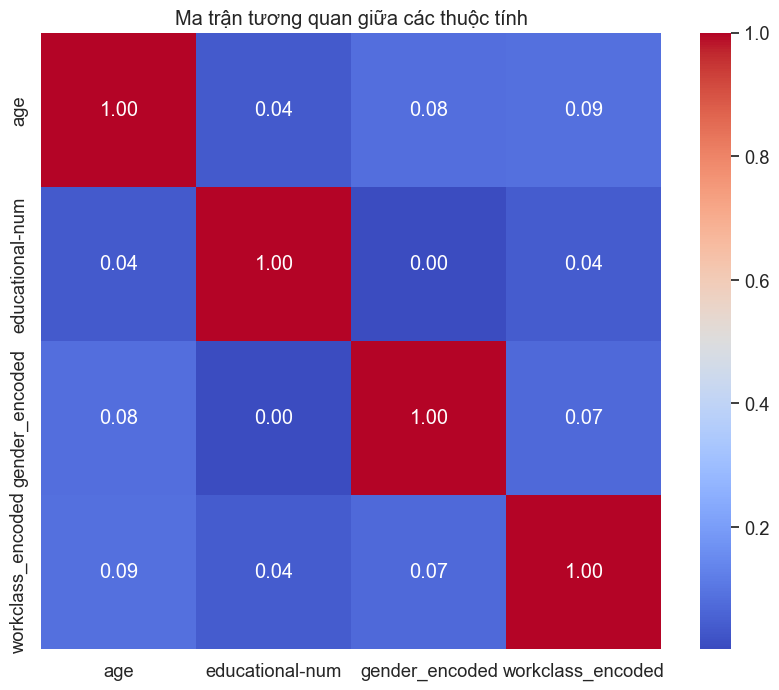 Ma trận tương quan giữa các thuộc tính
age
1.00 0.04 0.08 0.09
educational-num
0.04 1.00 0.00 0.04
gender_encoded
0.08 0.00 1.00 0.07
workclass_encoded
0.09 0.04 0.07 1.00
age educational-num gender_encoded workclass_encoded
1.0
0.8
0.6
0.4
0.2